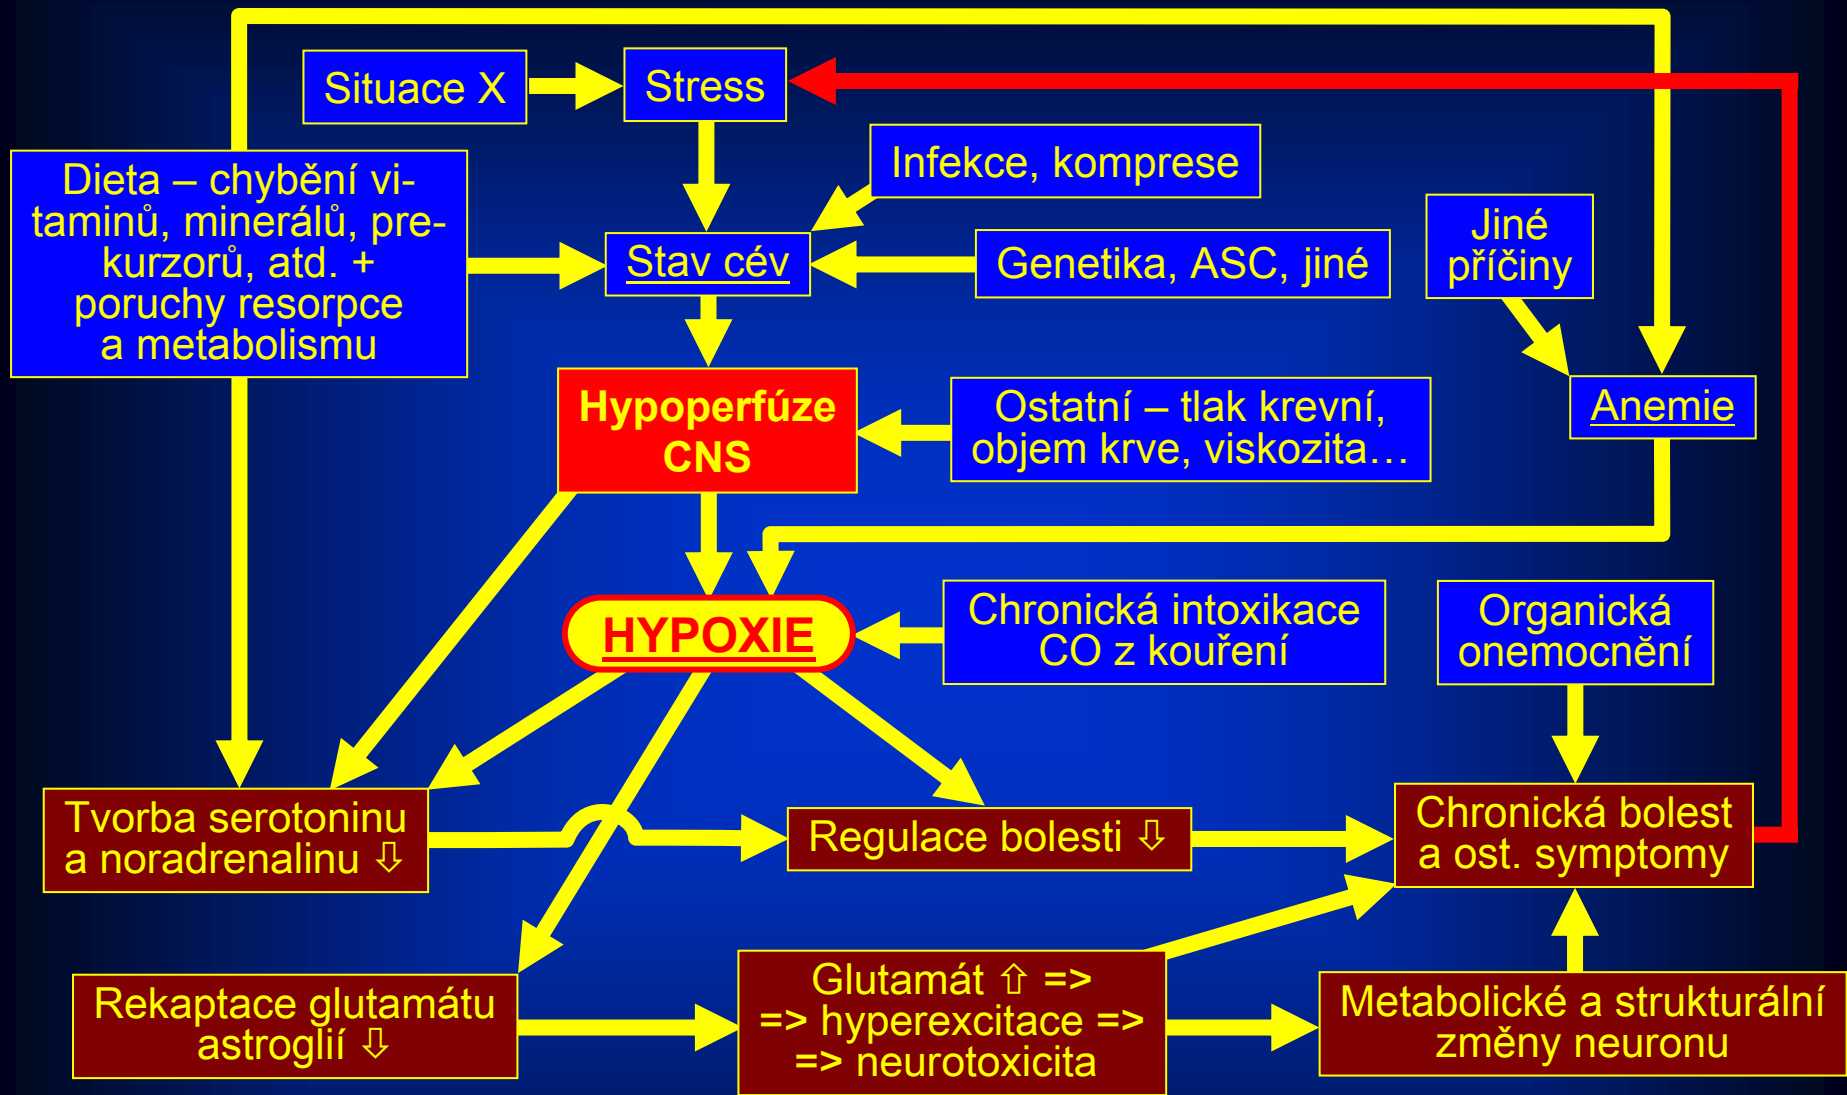 Situace X
Stress
Infekce, komprese
Dieta – chybění vi-
taminů, minerálů, pre-
kurzorů, atd. +
poruchy resorpce
a metabolismu
Stav cév
Genetika, ASC, jiné
Jiné
příčiny
Hypoperfúze
CNS
Ostatní – tlak krevní,
objem krve, viskozita…
Anemie
HYPOXIE
Chronická intoxikace
CO z kouření
Organická
onemocnění
Tvorba serotoninu
a noradrenalinu ⇩
Regulace bolesti ⇩
Chronická bolest
a ost. symptomy
Rekaptace glutamátu
astroglií ⇩
Glutamát ⇧ =>
=> hyperexcitace =>
=> neurotoxicita
Metabolické a strukturální
změny neuronu